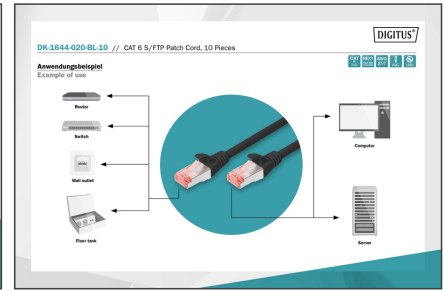 DIGITUS®
DK-1644-020-BL-10 // CAT 6 S/FTP Patch Cord, 10 Pieces
Anwendungsbeispiel
Example of use
Router
Switch
Wall outlet
Floor tank
Computer
Server